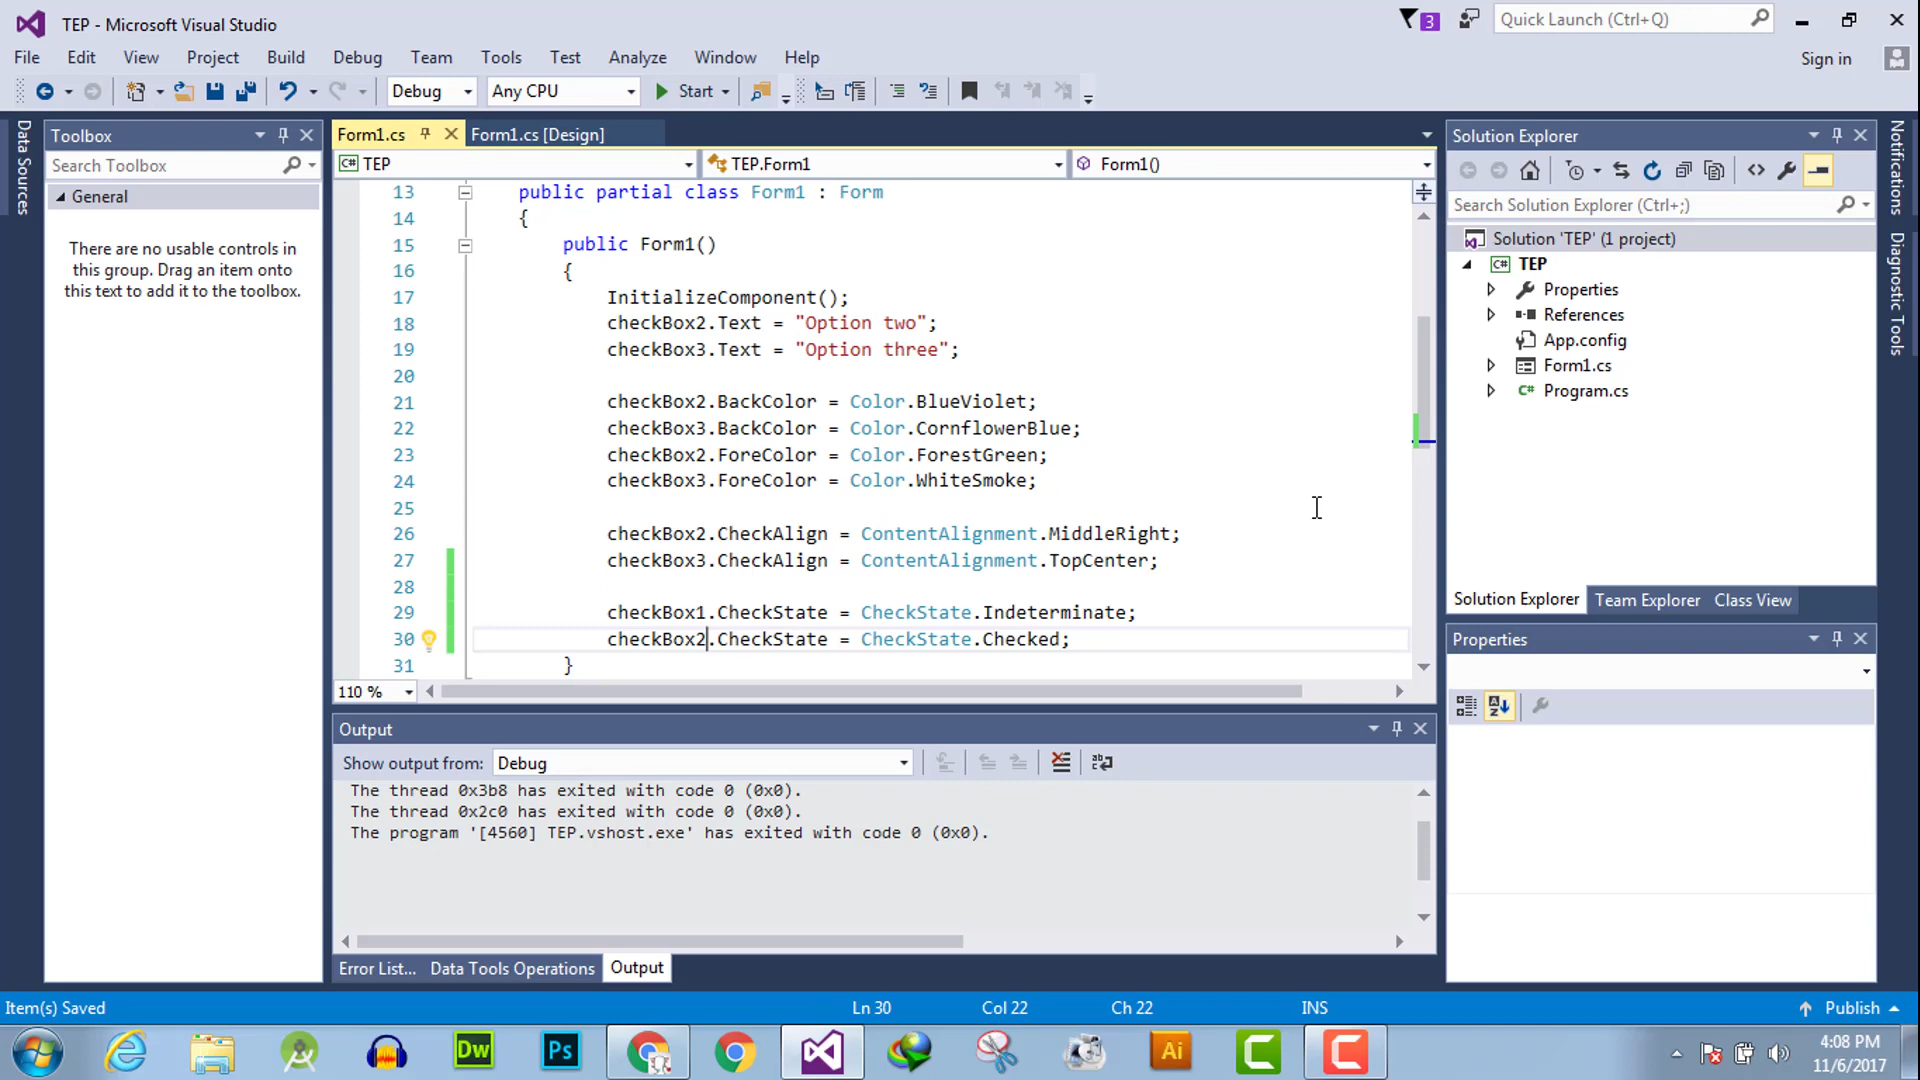 TEP - Microsoft Visual Studio
3
Quick Launch (Ctrl+Q)
File Edit View Project Build Debug Team Tools Test Analyze Window Help
Sign in
Debug Any CPU Start
Data Sources
Toolbox
Search Toolbox
General
There are no usable controls in
this group. Drag an item onto
this text to add it to the toolbox.
Form1.cs Form1.cs [Design]
C# TEP TEP.Form1 Form1()
13 public partial class Form1 : Form
14 {
15 public Form1()
16 {
17 InitializeComponent();
18 checkBox2.Text = "Option two";
19 checkBox3.Text = "Option three";
20
21 checkBox2.BackColor = Color.BlueViolet;
22 checkBox3.BackColor = Color.CornflowerBlue;
23 checkBox2.ForeColor = Color.ForestGreen;
24 checkBox3.ForeColor = Color.WhiteSmoke;
25
26 checkBox2.CheckAlign = ContentAlignment.MiddleRight;
27 checkBox3.CheckAlign = ContentAlignment.TopCenter;
28
29 checkBox1.CheckState = CheckState.Indeterminate;
30 checkBox2.CheckState = CheckState.Checked;
31 }
110 %
Output
Show output from: Debug
The thread 0x3b8 has exited with code 0 (0x0).
The thread 0x2c0 has exited with code 0 (0x0).
The program '[4560] TEP.vshost.exe' has exited with code 0 (0x0).
Error List... Data Tools Operations Output
Solution Explorer
Search Solution Explorer (Ctrl+;)
Solution 'TEP' (1 project)
C# TEP
Properties
References
App.config
Form1.cs
C# Program.cs
Solution Explorer Team Explorer Class View
Properties
Notifications
Diagnostic Tools
Item(s) Saved Ln 30 Col 22 Ch 22 INS Publish
Dw Ps Ai
4:08 PM
11/6/2017